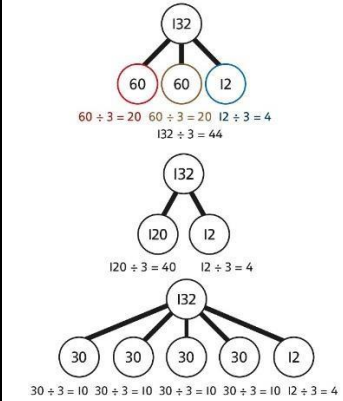 132
60 60 12
60 ÷ 3 = 20 60 ÷ 3 = 20 12 ÷ 3 = 4
132 ÷ 3 = 44
132
120 12
120 ÷ 3 = 40 12 ÷ 3 = 4
132
30 30 30 30 12
30 ÷ 3 = 10 30 ÷ 3 = 10 30 ÷ 3 = 10 30 ÷ 3 = 10 12 ÷ 3 = 4